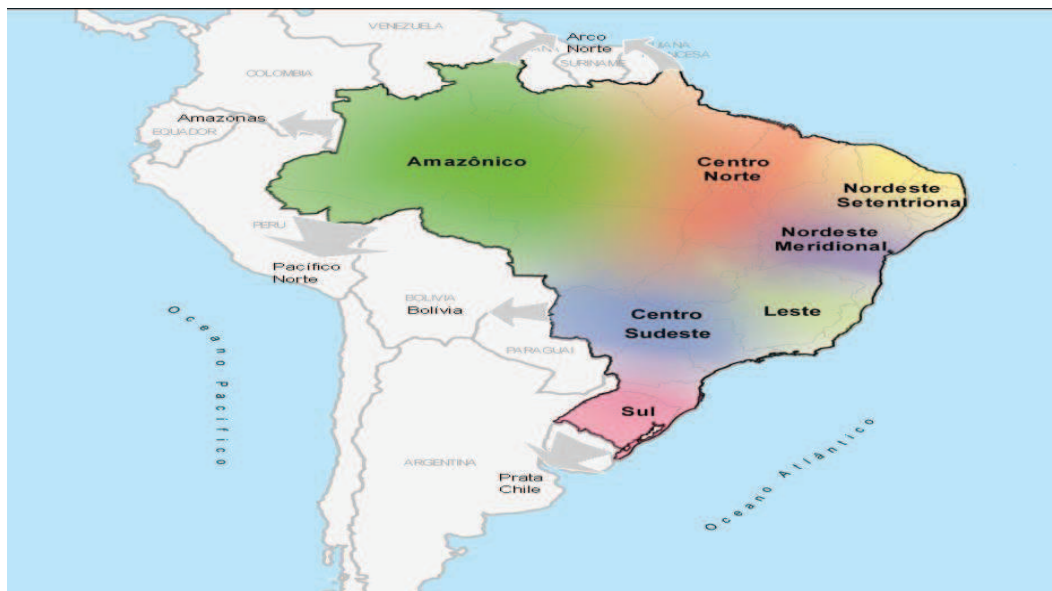 VENEZUELA
Arco
Norte
SURINAME
COLOMBIA
Amazonas
EQUADOR
Amazônico
Centro
Norte
Nordeste
Setentrional
Nordeste
Meridional
PERU
Pacífico
Norte
BOLIVIA
Bolívia
Centro
Sudeste
Leste
PARAGUAI
Sul
Oceano Pacífico
ARGENTINA
Prata
Chile
Oceano Atlântico